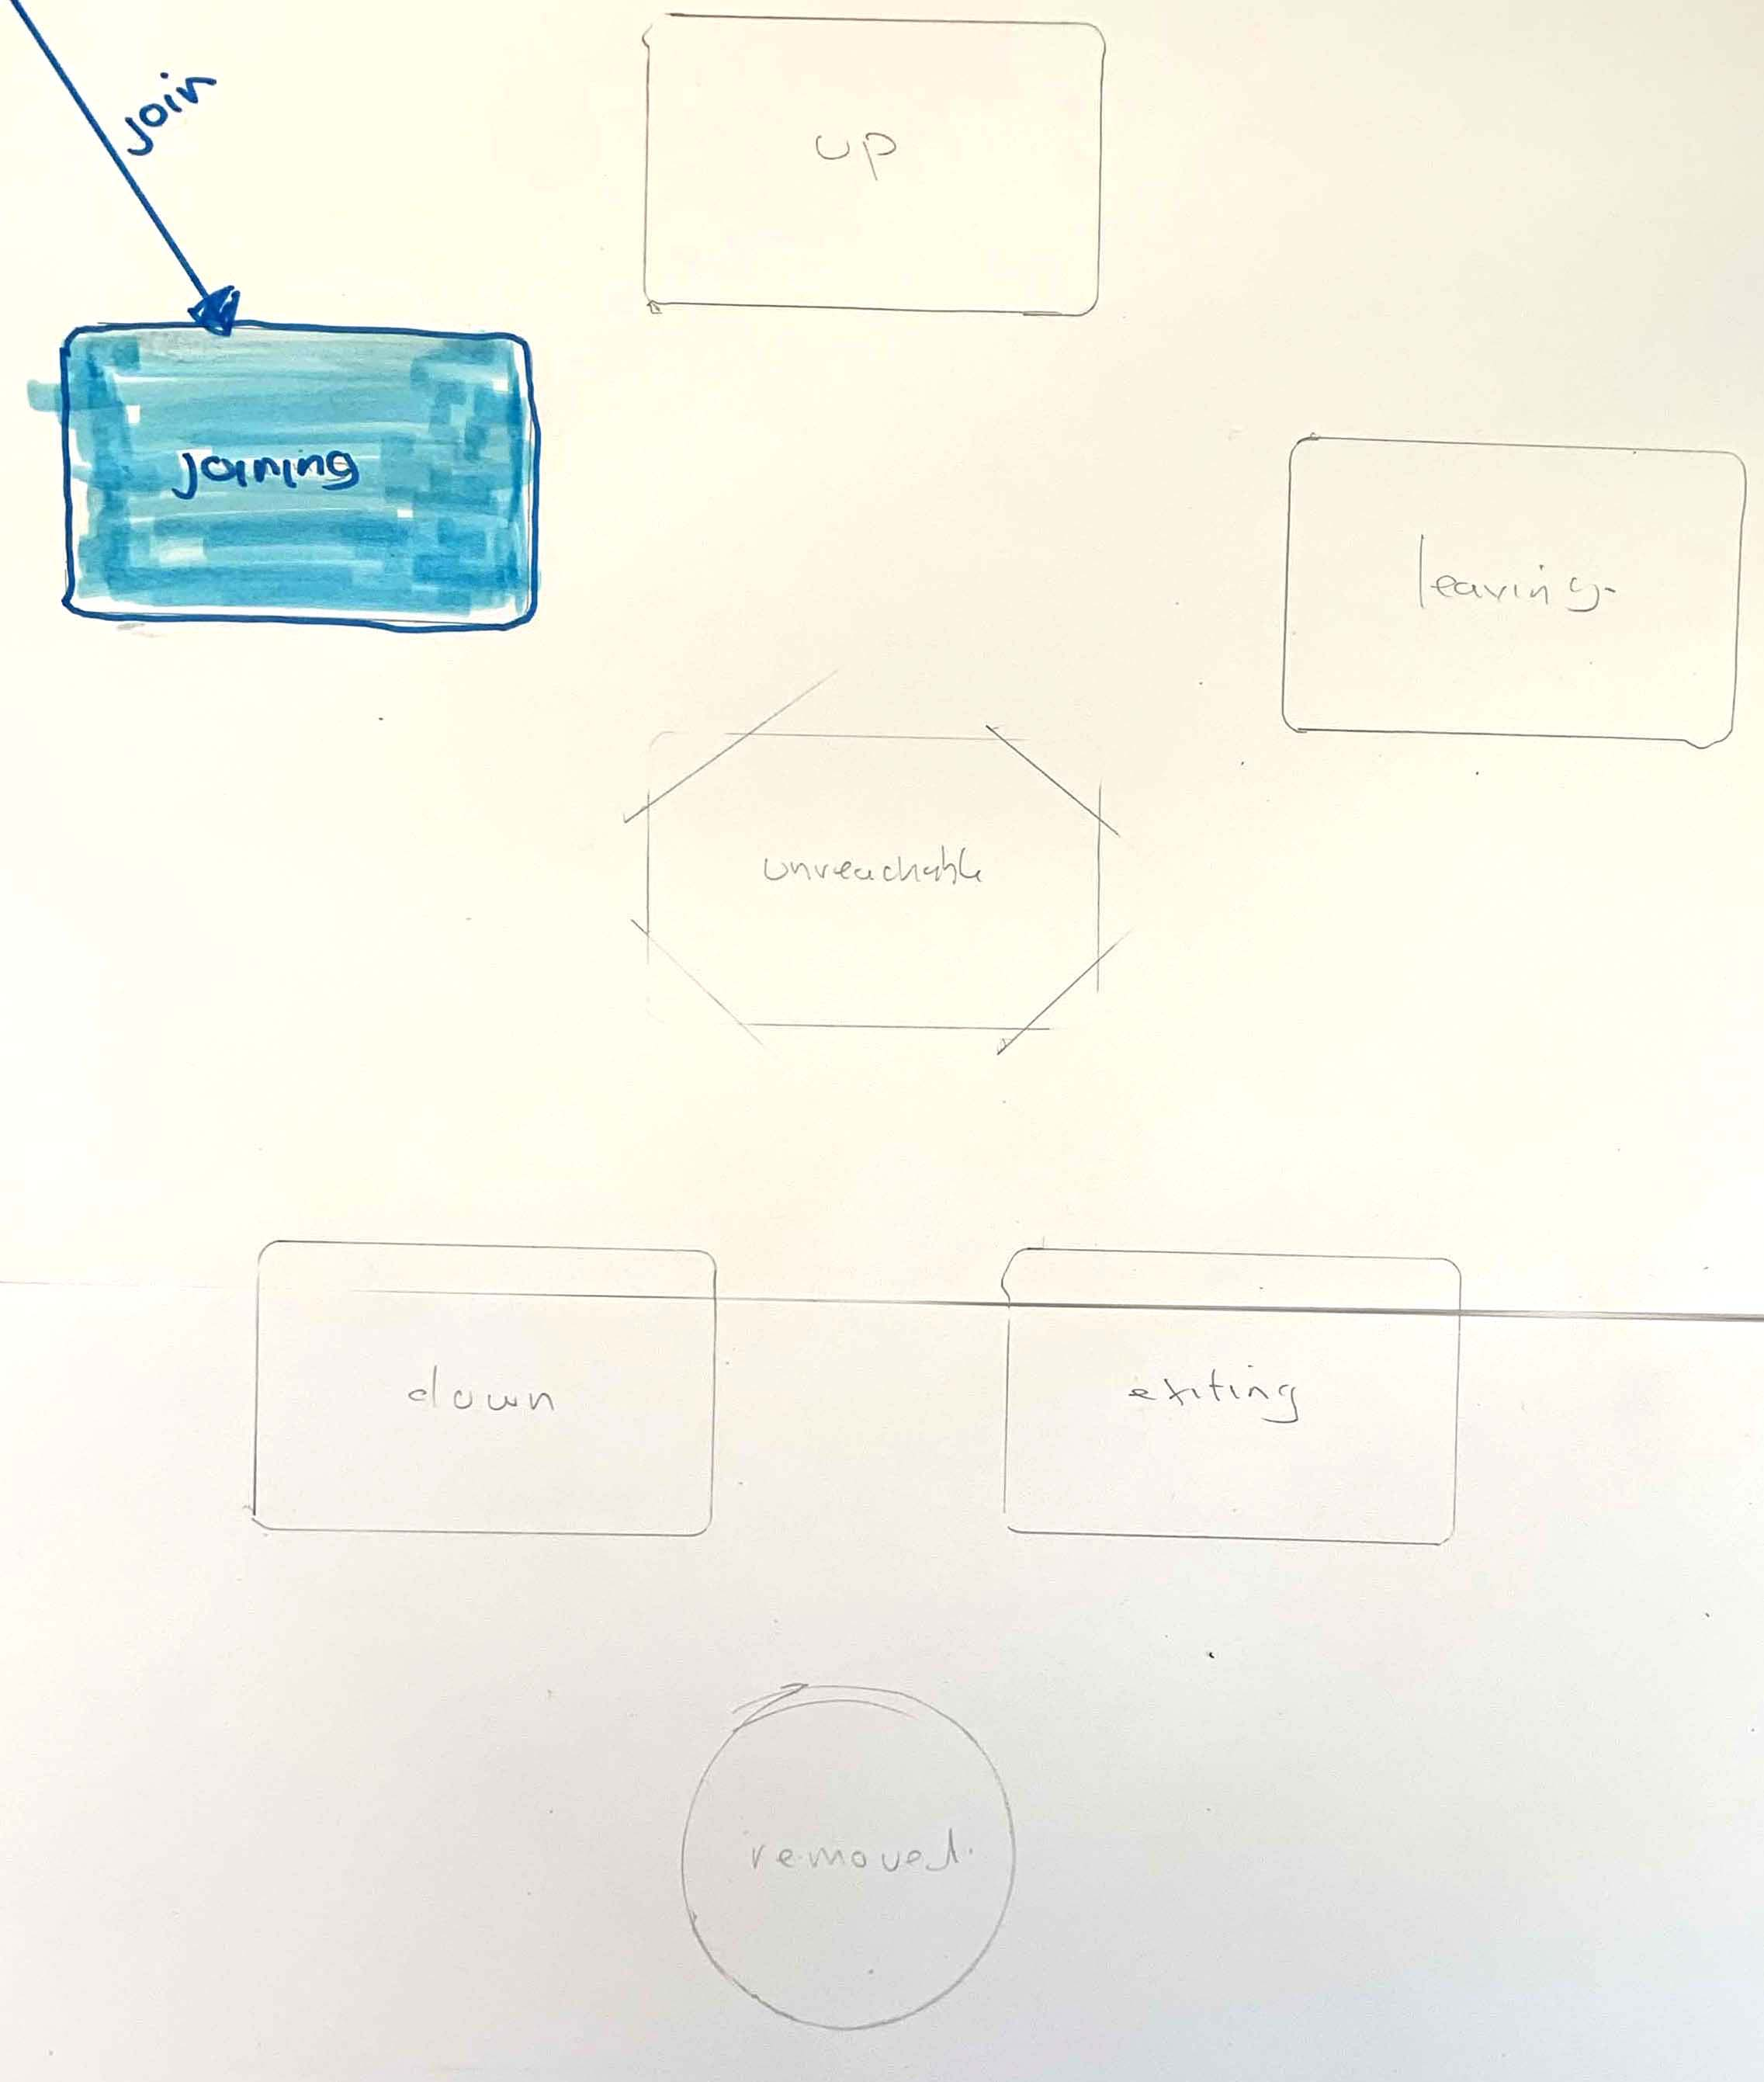 join
up
joining
leaving
unreachable
down
exiting
removed.